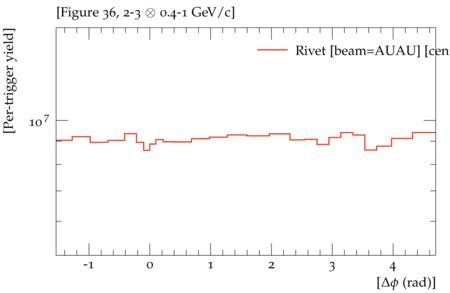 [Figure 36, 2-3 ⊗ 0.4-1 GeV/c]
Rivet [beam=AUAU] [cen
[Per-trigger yield]
10⁷
-1 0 1 2 3 4
[Δϕ (rad)]